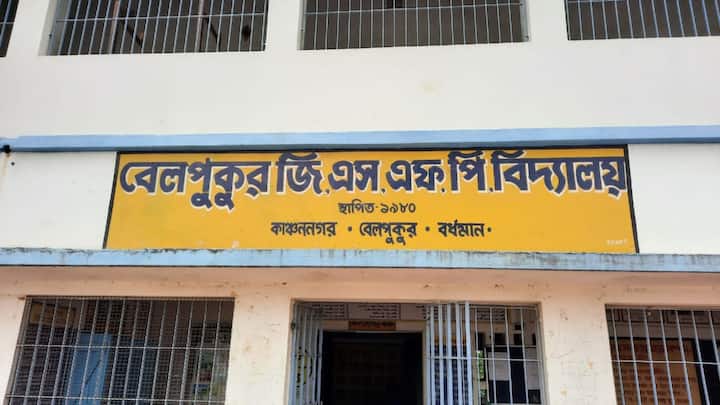 বেলপুকুর জি.এস.এফ.পি.বিদ্যালয়
স্থাপিত-১৯৮০
কাঞ্চননগর • বেলপুকুর • বর্ধমান •